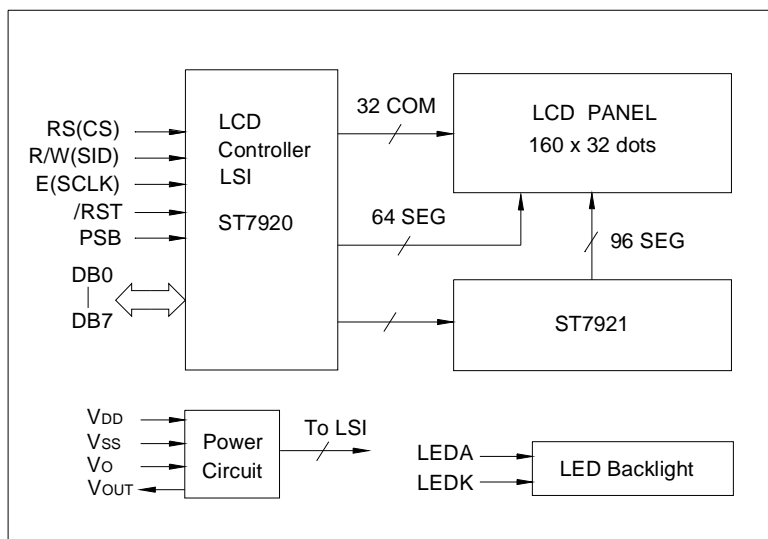 RS(CS)
R/W(SID)
E(SCLK)
/RST
PSB
DB0
DB7
LCD
Controller
LSI
ST7920
32 COM
64 SEG
LCD PANEL
160 x 32 dots
96 SEG
ST7921
VDD
VSS
VO
VOUT
Power
Circuit
To LSI
LEDA
LEDK
LED Backlight